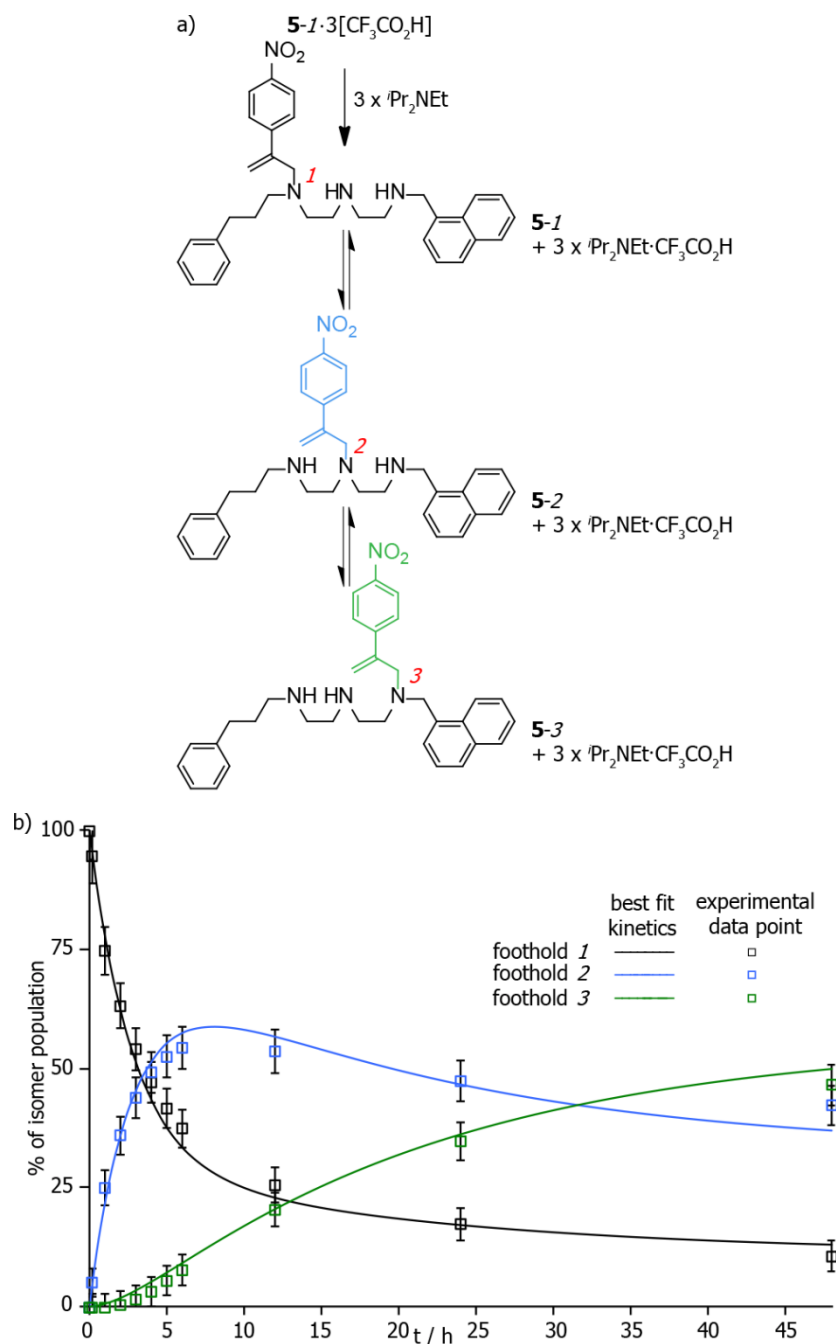 a)
5-1·3[CF₃CO₂H]
NO₂
3 x ⁱPr₂NEt
1
N
HN
HN
5-1
+ 3 x ⁱPr₂NEt·CF₃CO₂H
NO₂
2
NH
N
HN
5-2
+ 3 x ⁱPr₂NEt·CF₃CO₂H
NO₂
3
NH
HN
N
5-3
+ 3 x ⁱPr₂NEt·CF₃CO₂H
b)
% of isomer population
100
75
50
25
0
best fit kinetics
experimental data point
foothold 1
foothold 2
foothold 3
0
5
10
15
20
25
30
35
40
45
t / h